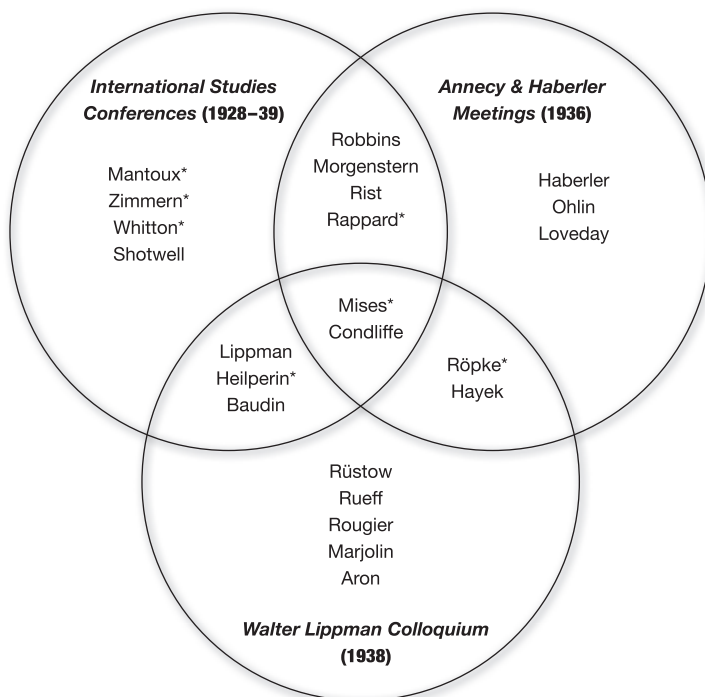 International Studies
Conferences (1928–39)
Mantoux*
Zimmern*
Whitton*
Shotwell
Annecy & Haberler
Meetings (1936)
Haberler
Ohlin
Loveday
Robbins
Morgenstern
Rist
Rappard*
Mises*
Condliffe
Lippman
Heilperin*
Baudin
Röpke*
Hayek
Rüstow
Rueff
Rougier
Marjolin
Aron
Walter Lippman Colloquium
(1938)